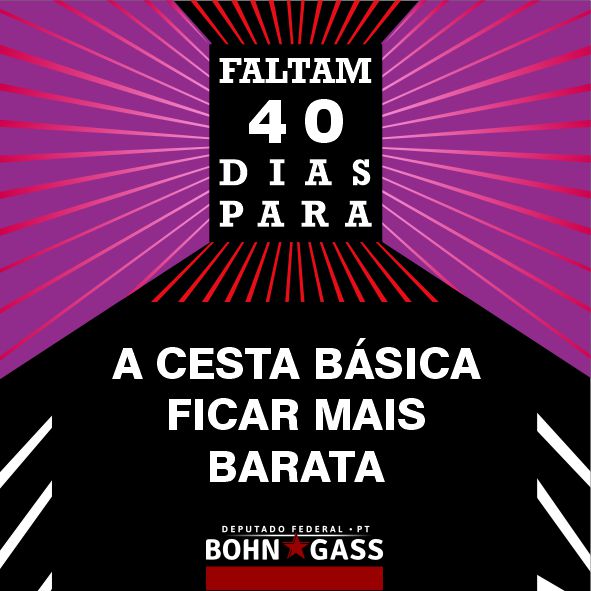 FALTAM
40
DIAS
PARA
A CESTA BÁSICA
FICAR MAIS
BARATA
DEPUTADO FEDERAL • PT
BOHN GASS